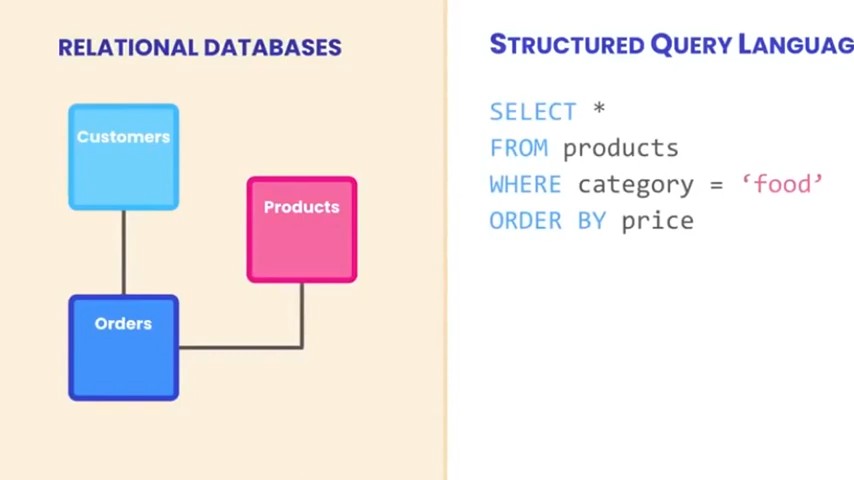 RELATIONAL DATABASES
Customers
Products
Orders
STRUCTURED QUERY LANGUAG
SELECT *
FROM products
WHERE category = ‘food’
ORDER BY price